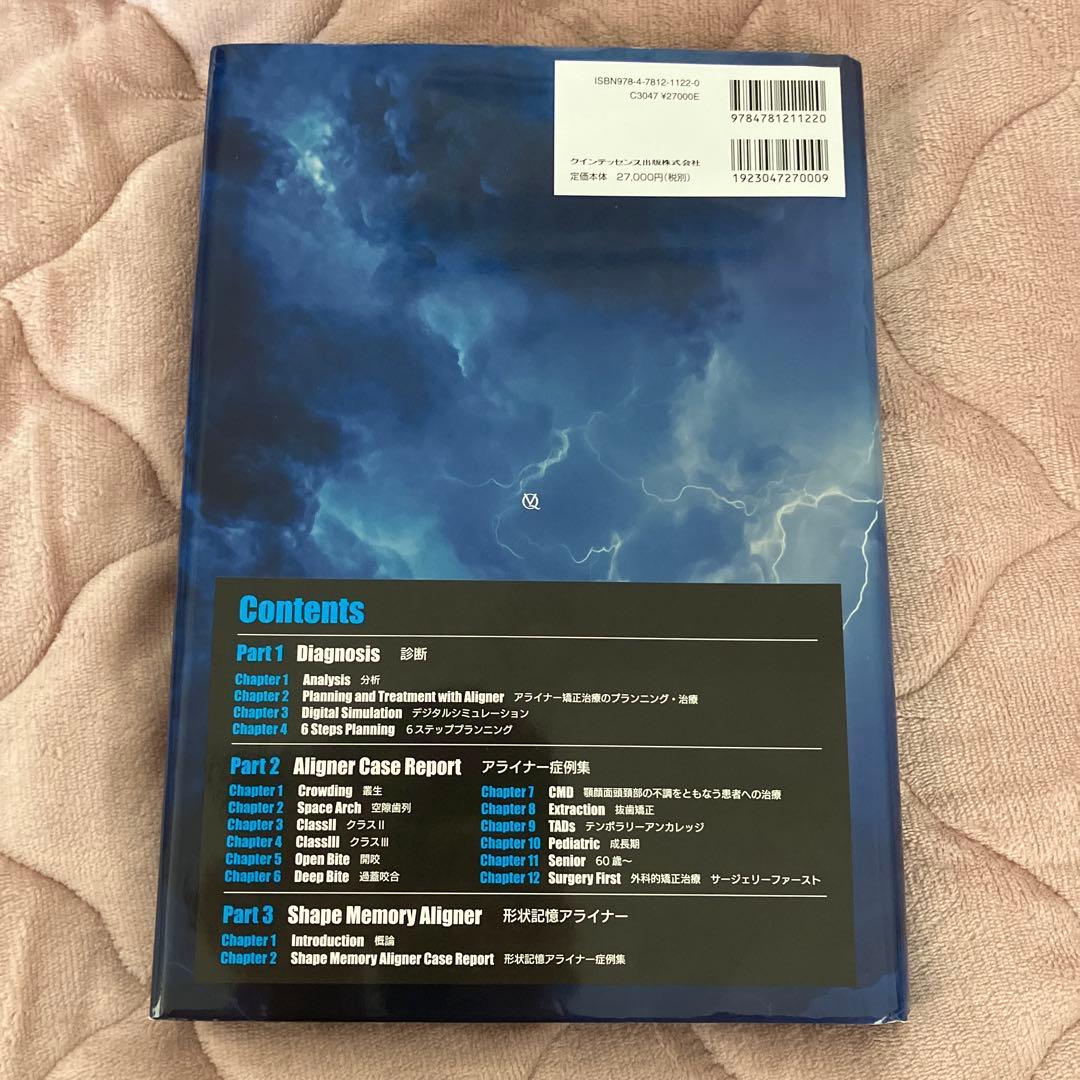 ISBN978-4-7812-1122-0
C3047 ¥27000E
9784781211220
クインテッセンス出版株式会社
定価本体 27,000円(税別)
1923047270009
Contents
Part 1 Diagnosis 診断
Chapter 1 Analysis 分析
Chapter 2 Planning and Treatment with Aligner アライナー矯正治療のプランニング・治療
Chapter 3 Digital Simulation デジタルシミュレーション
Chapter 4 6 Steps Planning 6ステッププランニング
Part 2 Aligner Case Report アライナー症例集
Chapter 1 Crowding 叢生
Chapter 2 Space Arch 空隙歯列
Chapter 3 ClassII クラスⅡ
Chapter 4 ClassIII クラスⅢ
Chapter 5 Open Bite 開咬
Chapter 6 Deep Bite 過蓋咬合
Chapter 7 CMD 顎顔面頭頸部の不調をともなう患者への治療
Chapter 8 Extraction 抜歯矯正
Chapter 9 TADs テンポラリーアンカレッジ
Chapter 10 Pediatric 成長期
Chapter 11 Senior 60歳～
Chapter 12 Surgery First 外科的矯正治療 サージェリーファースト
Part 3 Shape Memory Aligner 形状記憶アライナー
Chapter 1 Introduction 概論
Chapter 2 Shape Memory Aligner Case Report 形状記憶アライナー症例集